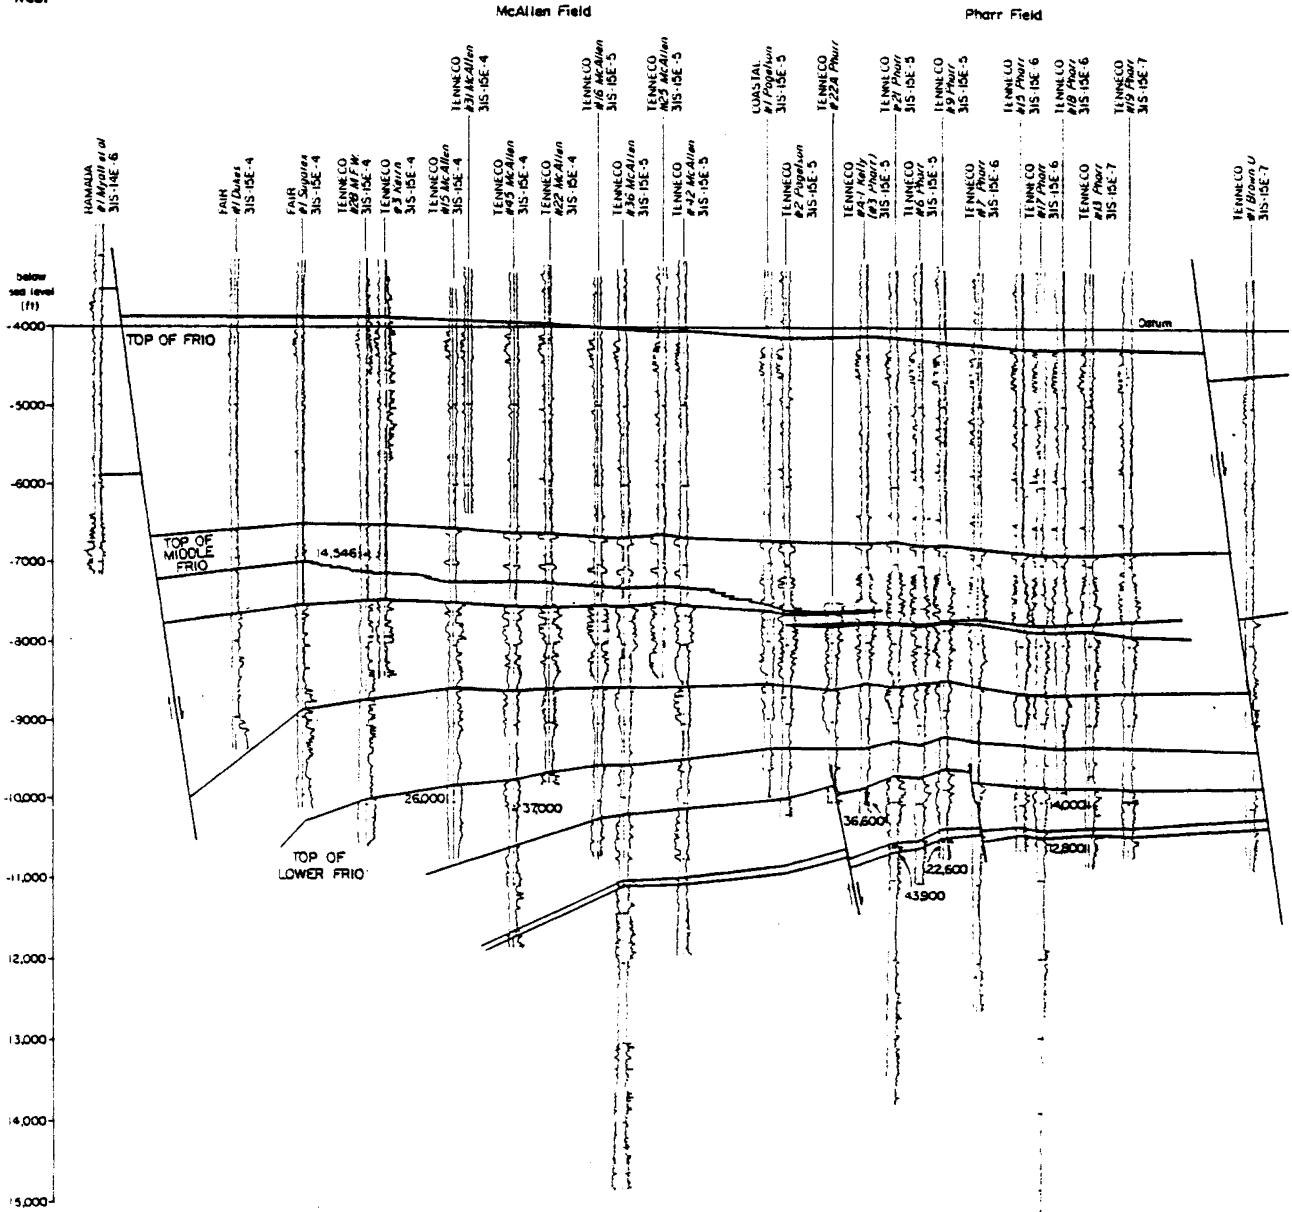 McAllen Field
Pharr Field
TENNECO
#31 McAllen
31S-15E-4
TENNECO
#16 McAllen
31S-15E-5
TENNECO
#25 McAllen
31S-15E-5
COASTAL
#1 Pogelson
31S-15E-5
TENNECO
#22A Pharr
TENNECO
#21 Pharr
31S-15E-5
TENNECO
#9 Pharr
31S-15E-5
TENNECO
#15 Pharr
31S-15E-6
TENNECO
#18 Pharr
31S-15E-6
TENNECO
#19 Pharr
31S-15E-7
HAMADA
31S-14E-6
FAIR
#1 Dukes
31S-15E-4
FAIR
31S-15E-4
TENNECO
#28 M.F.W.
31S-15E-4
TENNECO
31S-15E-4
TENNECO
#15 McAllen
31S-15E-4
TENNECO
#45 McAllen
31S-15E-4
TENNECO
#22 McAllen
31S-15E-4
TENNECO
#36 McAllen
31S-15E-5
TENNECO
#42 McAllen
31S-15E-5
TENNECO
#2 Pogelson
31S-15E-5
TENNECO
#A-1 Kelly
(#3 Pharr)
31S-15E-5
TENNECO
#6 Pharr
31S-15E-5
TENNECO
#7 Pharr
31S-15E-6
TENNECO
#17 Pharr
31S-15E-6
TENNECO
#13 Pharr
31S-15E-7
TENNECO
#1 Brown U
31S-15E-7
below
sea level
(ft)
-4000
Datum
TOP OF FRIO
-5000
-6000
TOP OF
MIDDLE
FRIO
-7000
14,546
-8000
-9000
-10,000
26,000
37,000
36,600
14,000
TOP OF
LOWER FRIO
-11,000
12,800
22,600
43,900
12,000
13,000
14,000
15,000